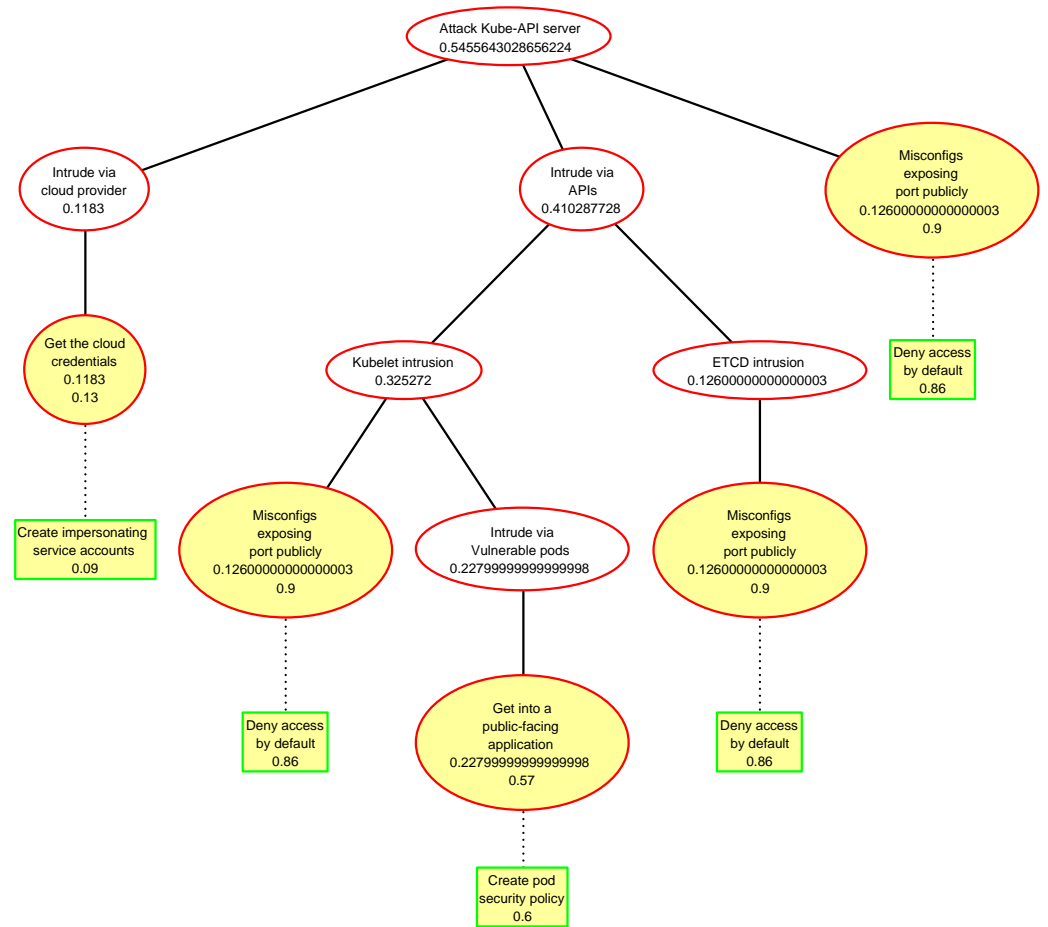 Attack Kube-API server
0.5455643028656224
Intrude via
cloud provider
0.1183
Intrude via
APIs
0.410287728
Misconfigs
exposing
port publicly
0.12600000000000003
0.9
Get the cloud
credentials
0.1183
0.13
Kubelet intrusion
0.325272
ETCD intrusion
0.12600000000000003
Deny access
by default
0.86
Create impersonating
service accounts
0.09
Misconfigs
exposing
port publicly
0.12600000000000003
0.9
Intrude via
Vulnerable pods
0.22799999999999998
Misconfigs
exposing
port publicly
0.12600000000000003
0.9
Deny access
by default
0.86
Get into a
public-facing
application
0.22799999999999998
0.57
Deny access
by default
0.86
Create pod
security policy
0.6